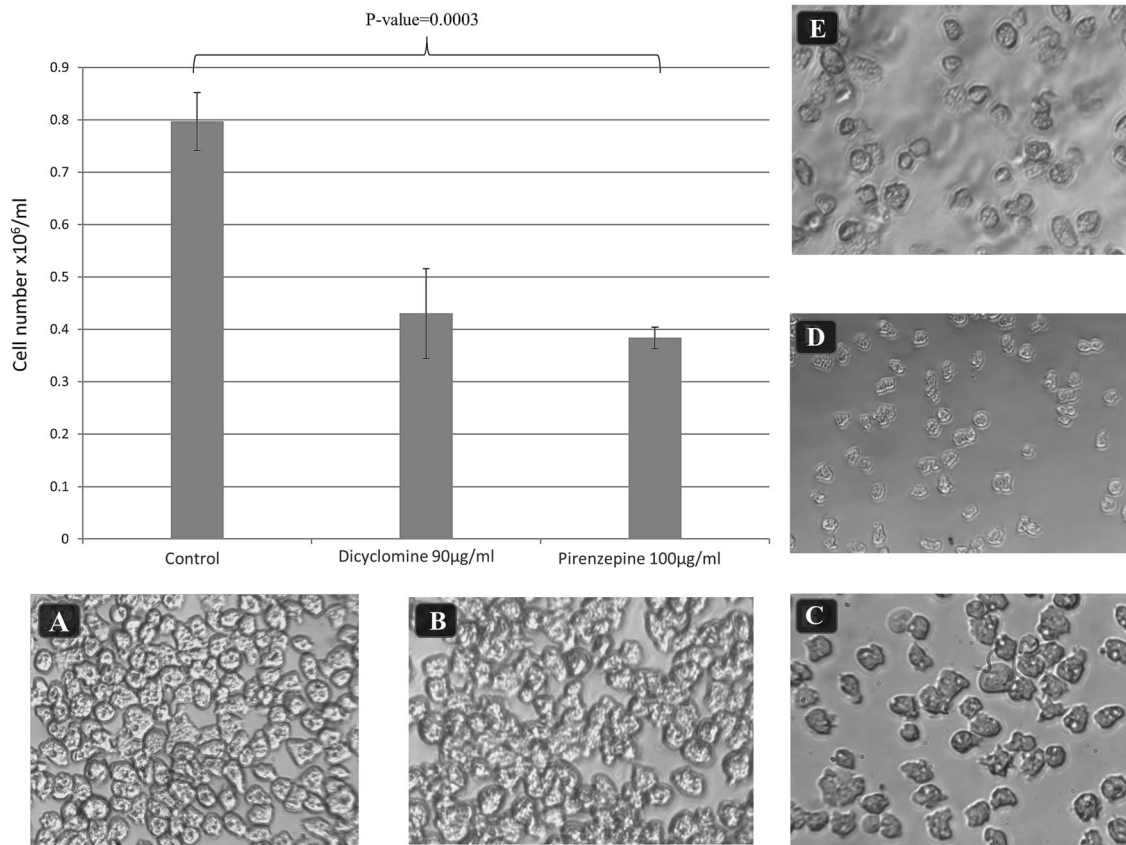 P-value=0.0003
Cell number x10⁶/ml
0.9
0.8
0.7
0.6
0.5
0.4
0.3
0.2
0.1
0
Control
Dicyclomine 90µg/ml
Pirenzepine 100µg/ml
E
D
A
B
C